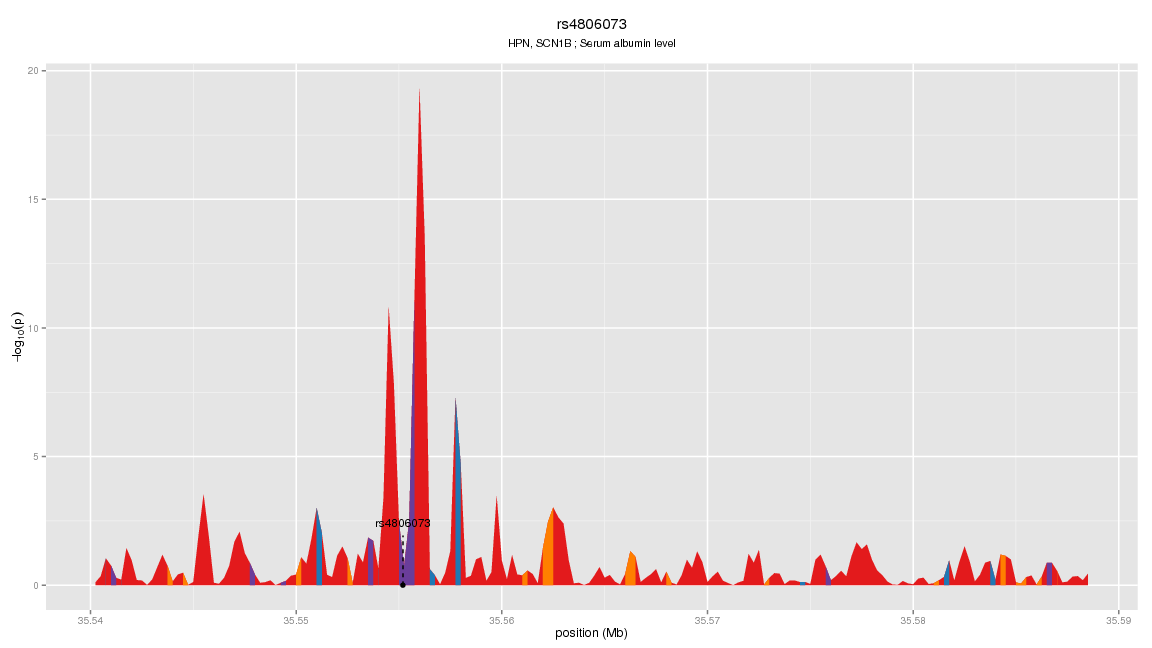 rs4806073
HPN, SCN1B ; Serum albumin level
20
15
10
5
0
−log10(p)
rs4806073
35.54
35.55
35.56
35.57
35.58
35.59
position (Mb)